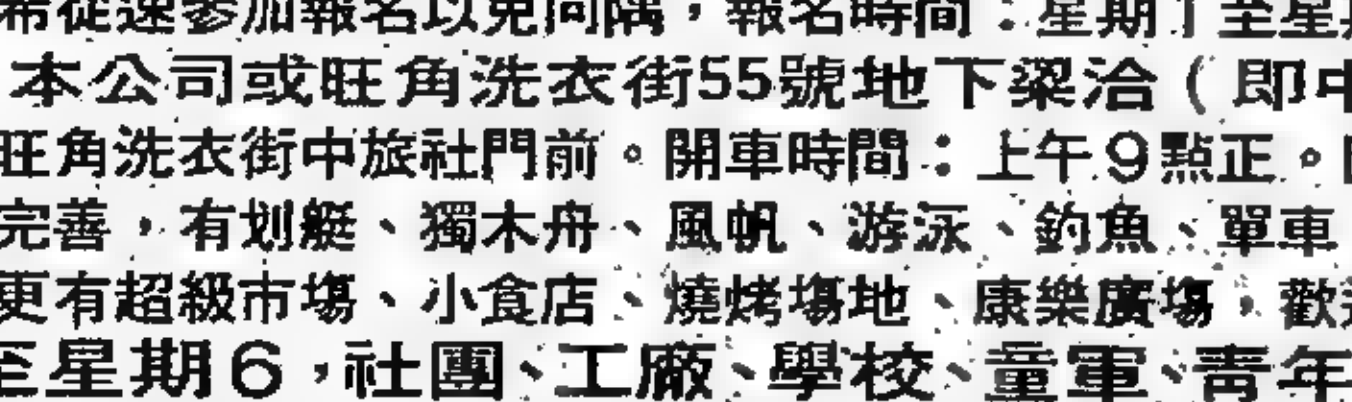 希從速參加報名以免向隅，報名時間：星期1至星
本公司或旺角洗衣街55號地下梁洽(即中
旺角洗衣街中旅社門前。開車時間：上午9點正。
完善，有划艇、獨木舟、風帆、游泳、釣魚、單車
更有超級市場、小食店、燒烤場地、康樂廣場，歡
至星期6，社團、工廠、學校、童軍、青年